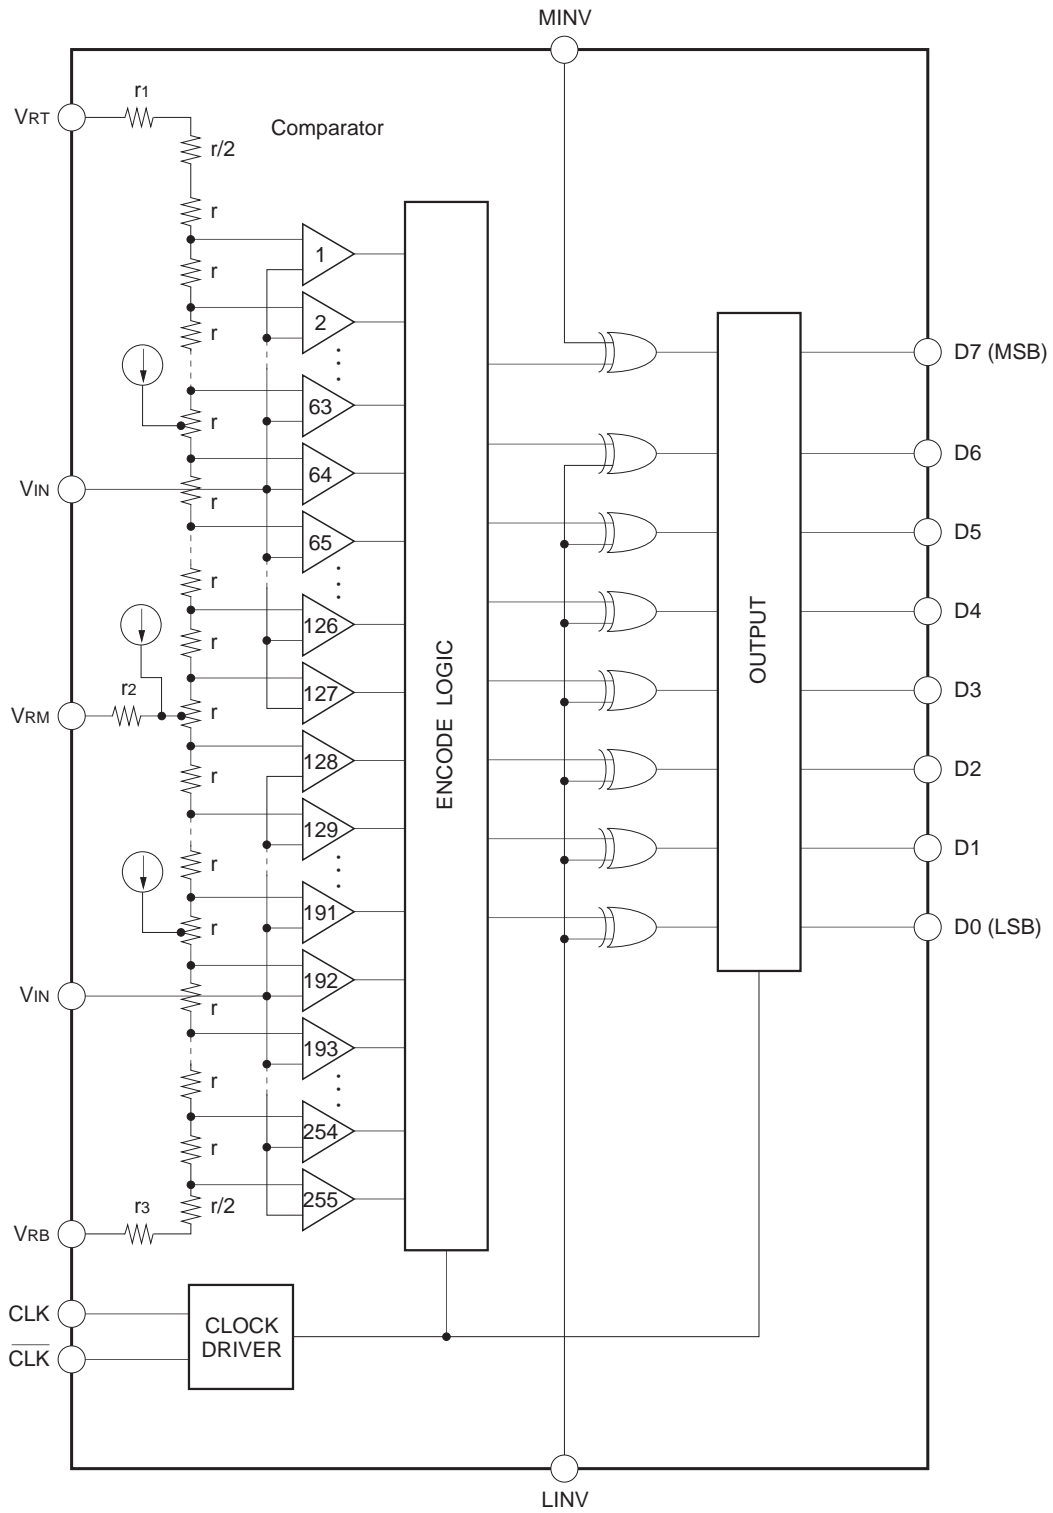 MINV
VRT
r1
r/2
Comparator
r
r
r
r
r
r
r
r
r
r
r
r
r
r
r/2
1
2
63
64
65
126
127
128
129
191
192
193
254
255
VIN
r2
VRM
VIN
r3
VRB
ENCODE LOGIC
OUTPUT
D7 (MSB)
D6
D5
D4
D3
D2
D1
D0 (LSB)
CLK
CLK
CLOCK
DRIVER
LINV